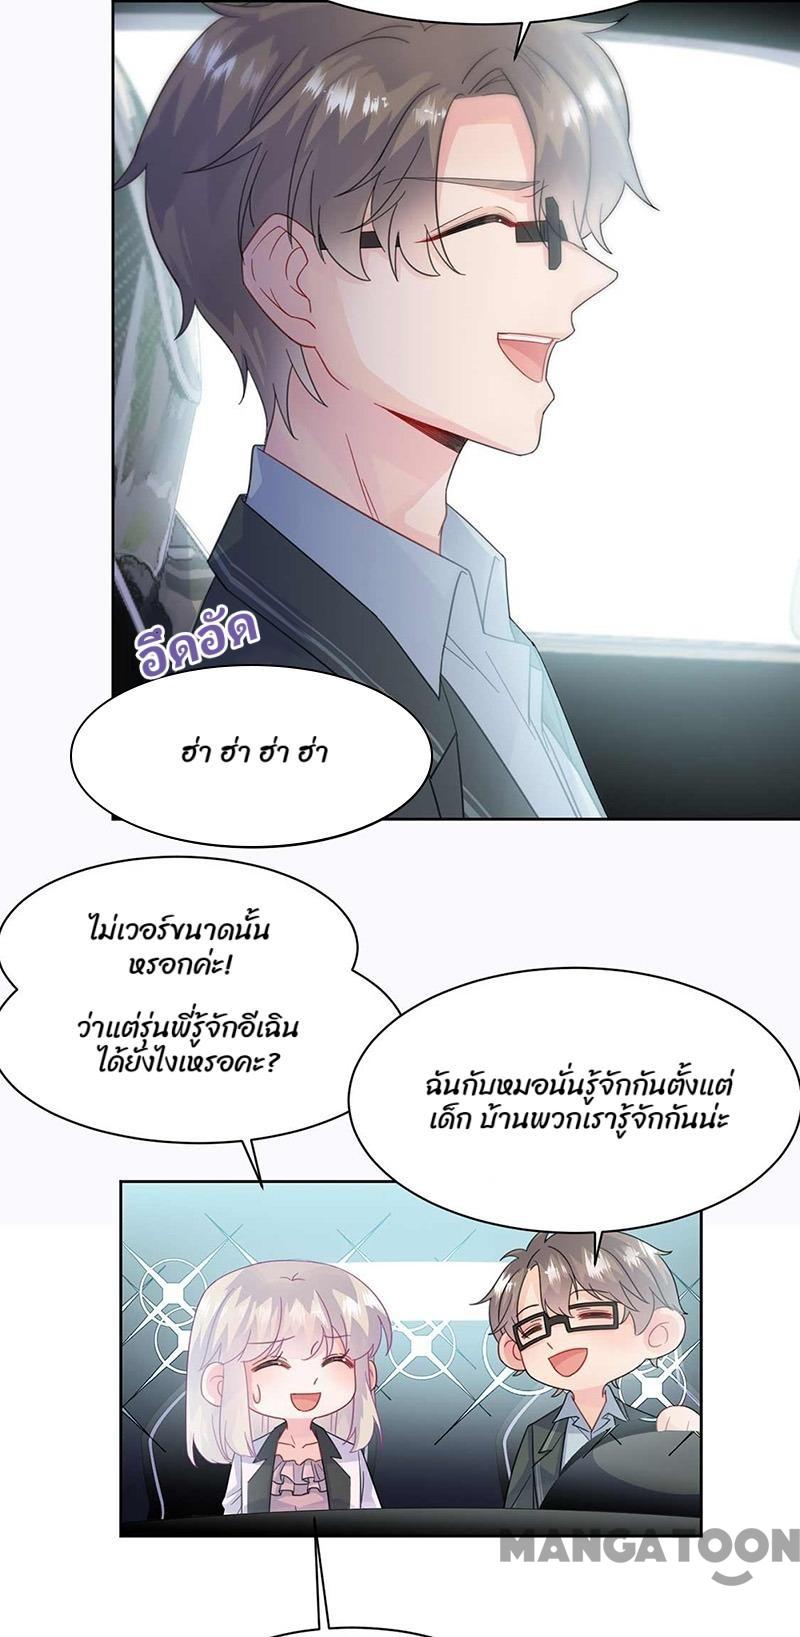 อึดอัด
ฮ่า ฮ่า ฮ่า ฮ่า
ไม่เวอร์ขนาดนั้น
หรอกค่ะ!
ว่าแต่รุ่นพี่รู้จักอีเฉิน
ได้ยังไงเหรอคะ?
ฉันกับหมอนั่นรู้จักกันตั้งแต่
เด็ก บ้านพวกเรารู้จักกันน่ะ
MANGATOON